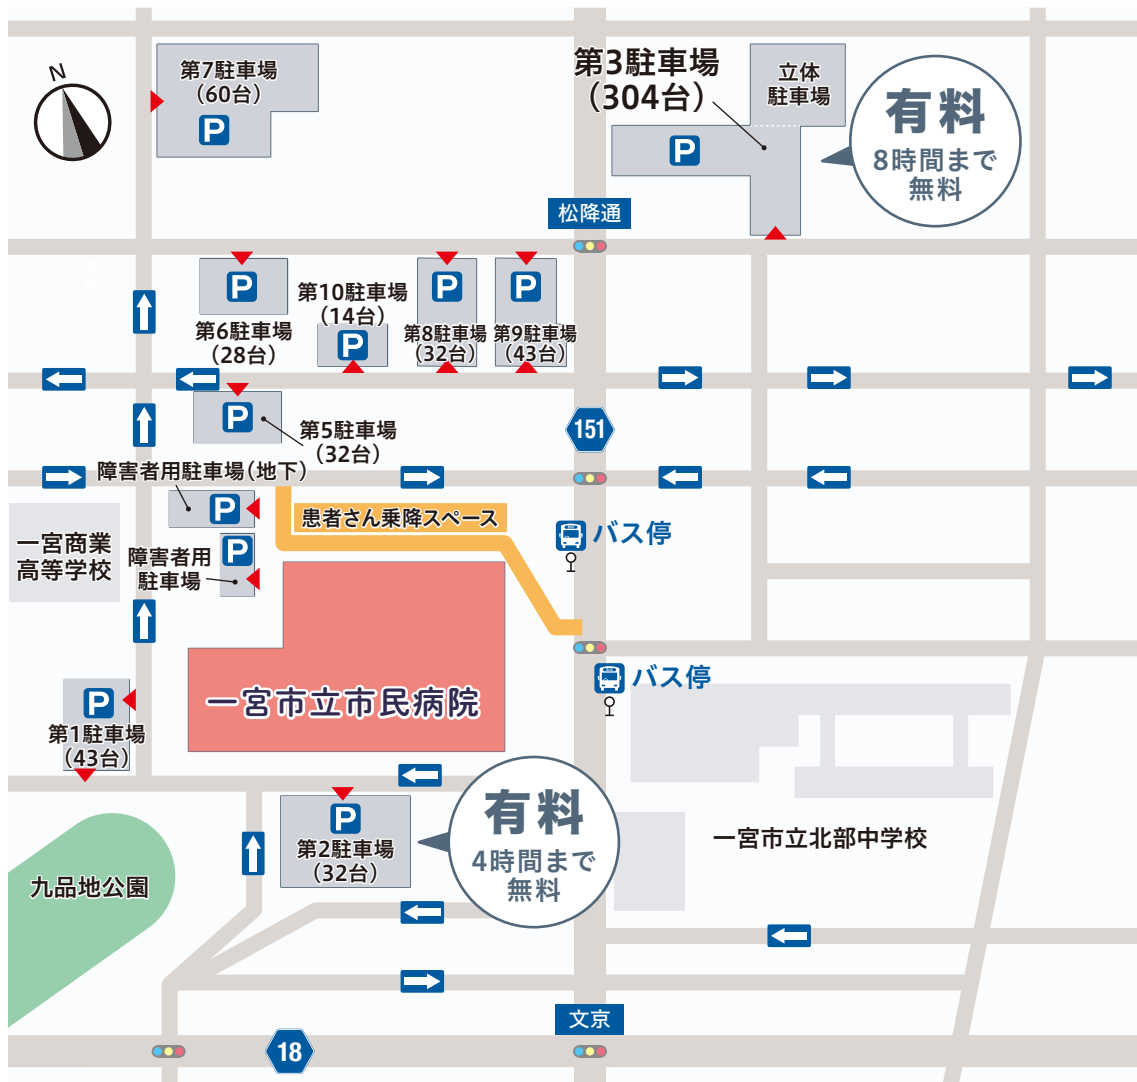 N
第7駐車場
(60台)
P
第3駐車場
(304台)
P
立体
駐車場
有料
8時間まで
無料
松降通
P
第6駐車場
(28台)
第10駐車場
(14台)
P
P
第8駐車場
(32台)
P
第9駐車場
(43台)
P
第5駐車場
(32台)
151
障害者用駐車場(地下)
P
患者さん乗降スペース
バス停
一宮商業
高等学校
P
障害者用
駐車場
一宮市立市民病院
バス停
P
第1駐車場
(43台)
P
第2駐車場
(32台)
有料
4時間まで
無料
一宮市立北部中学校
九品地公園
文京
18